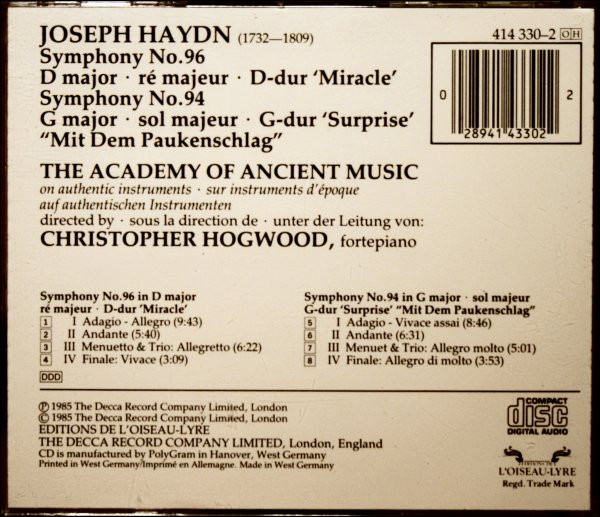 JOSEPH HAYDN (1732—1809)
Symphony No.96
D major · ré majeur · D-dur ‘Miracle’
Symphony No.94
G major · sol majeur · G-dur ‘Surprise’
“Mit Dem Paukenschlag”
414 330-2 OH
0 28941 43302 2
THE ACADEMY OF ANCIENT MUSIC
on authentic instruments · sur instruments d'époque
auf authentischen Instrumenten
directed by · sous la direction de · unter der Leitung von:
CHRISTOPHER HOGWOOD, fortepiano
Symphony No.96 in D major
ré majeur · D-dur ‘Miracle’
1 I Adagio - Allegro (9:43)
2 II Andante (5:40)
3 III Menuetto & Trio: Allegretto (6:22)
4 IV Finale: Vivace (3:09)
Symphony No.94 in G major · sol majeur
G-dur ‘Surprise’ “Mit Dem Paukenschlag”
5 I Adagio - Vivace assai (8:46)
6 II Andante (6:31)
7 III Menuet & Trio: Allegro molto (5:01)
8 IV Finale: Allegro di molto (3:53)
DDD
℗ 1985 The Decca Record Company Limited, London
© 1985 The Decca Record Company Limited, London
EDITIONS DE L'OISEAU-LYRE
THE DECCA RECORD COMPANY LIMITED, London, England
CD is manufactured by PolyGram in Hanover, West Germany
Printed in West Germany/Imprimé en Allemagne. Made in West Germany
COMPACT
disc
DIGITAL AUDIO
EDITIONS DE
L'OISEAU-LYRE
Regd. Trade Mark